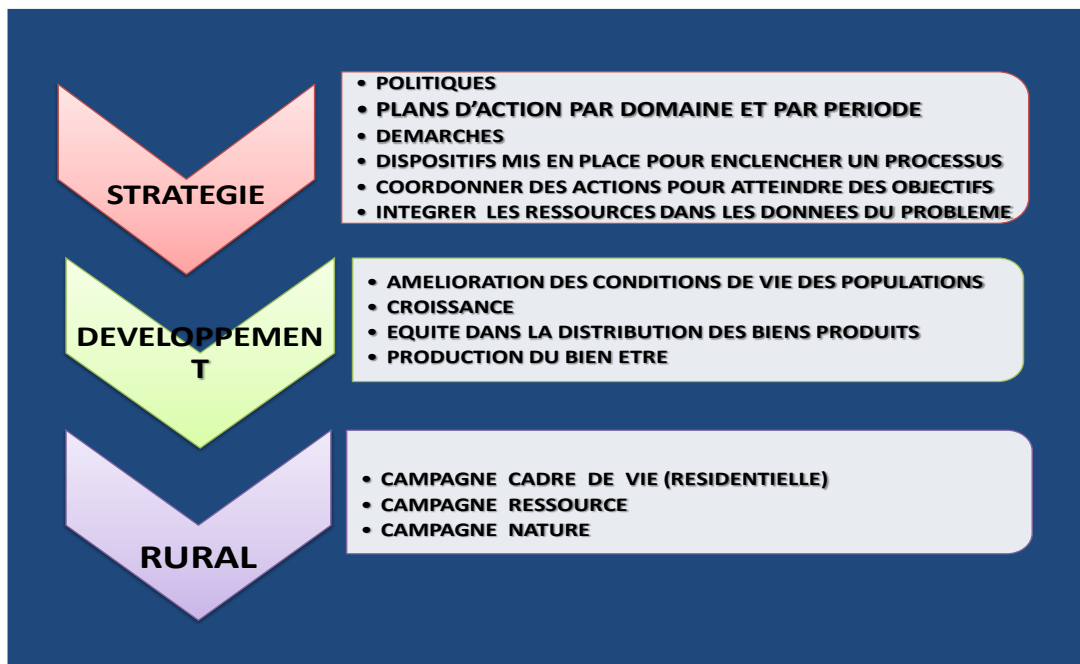 STRATEGIE
• POLITIQUES
• PLANS D'ACTION PAR DOMAINE ET PAR PERIODE
• DEMARCHES
• DISPOSITIFS MIS EN PLACE POUR ENCLENCHER UN PROCESSUS
• COORDONNER DES ACTIONS POUR ATTEINDRE DES OBJECTIFS
• INTEGRER LES RESSOURCES DANS LES DONNEES DU PROBLEME
DEVELOPPEMEN
T
• AMELIORATION DES CONDITIONS DE VIE DES POPULATIONS
• CROISSANCE
• EQUITE DANS LA DISTRIBUTION DES BIENS PRODUITS
• PRODUCTION DU BIEN ETRE
RURAL
• CAMPAGNE CADRE DE VIE (RESIDENTIELLE)
• CAMPAGNE RESSOURCE
• CAMPAGNE NATURE